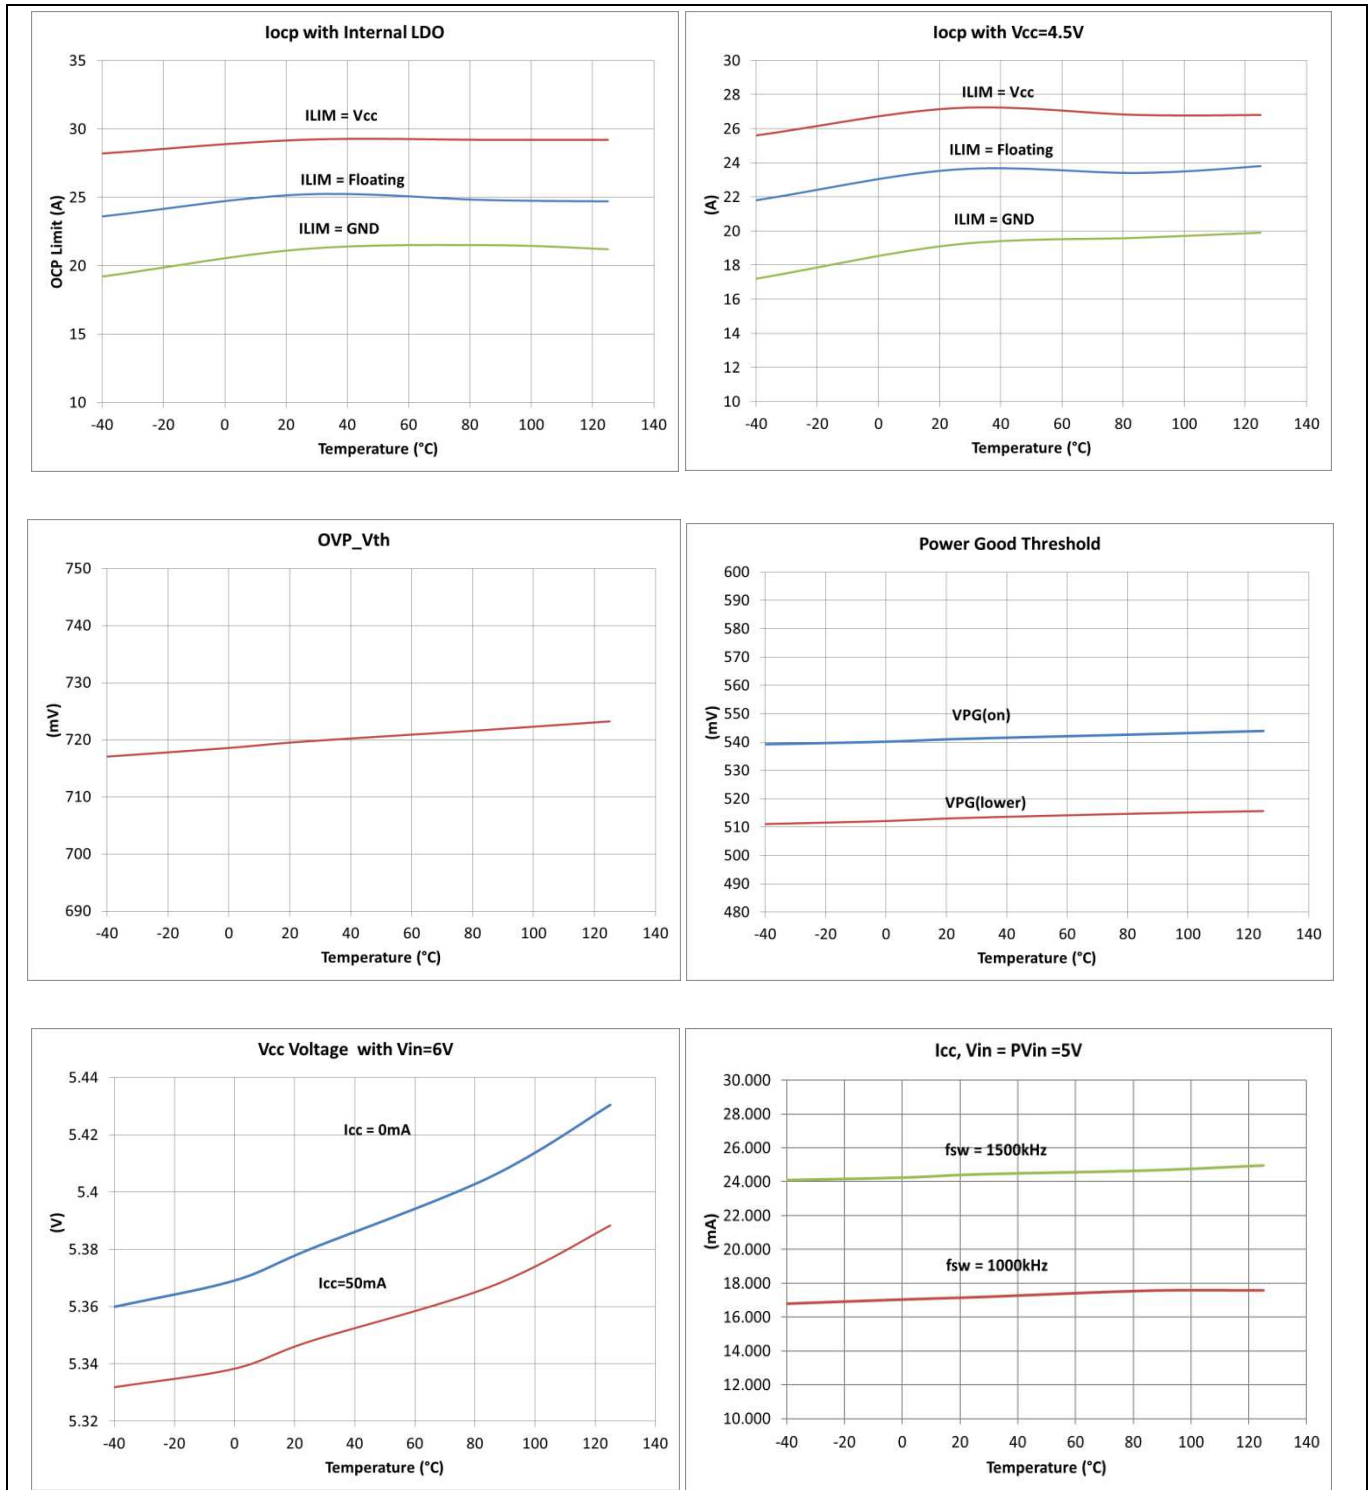 Iocp with Internal LDO
35
30
25
20
15
10
OCP Limit (A)
ILIM = Vcc
ILIM = Floating
ILIM = GND
-40 -20 0 20 40 60 80 100 120 140
Temperature (°C)
Iocp with Vcc=4.5V
30
28
26
24
22
20
18
16
14
12
10
(A)
ILIM = Vcc
ILIM = Floating
ILIM = GND
-40 -20 0 20 40 60 80 100 120 140
Temperature (°C)
OVP_Vth
750
740
730
720
710
700
690
(mV)
-40 -20 0 20 40 60 80 100 120 140
Temperature (°C)
Power Good Threshold
600
590
580
570
560
550
540
530
520
510
500
490
480
(mV)
VPG(on)
VPG(lower)
-40 -20 0 20 40 60 80 100 120 140
Temperature (°C)
Vcc Voltage with Vin=6V
5.44
5.42
5.4
5.38
5.36
5.34
5.32
(V)
Icc = 0mA
Icc=50mA
-40 -20 0 20 40 60 80 100 120 140
Temperature (°C)
Icc, Vin = PVin =5V
30.000
28.000
26.000
24.000
22.000
20.000
18.000
16.000
14.000
12.000
10.000
(mA)
fsw = 1500kHz
fsw = 1000kHz
-40 -20 0 20 40 60 80 100 120 140
Temperature (°C)